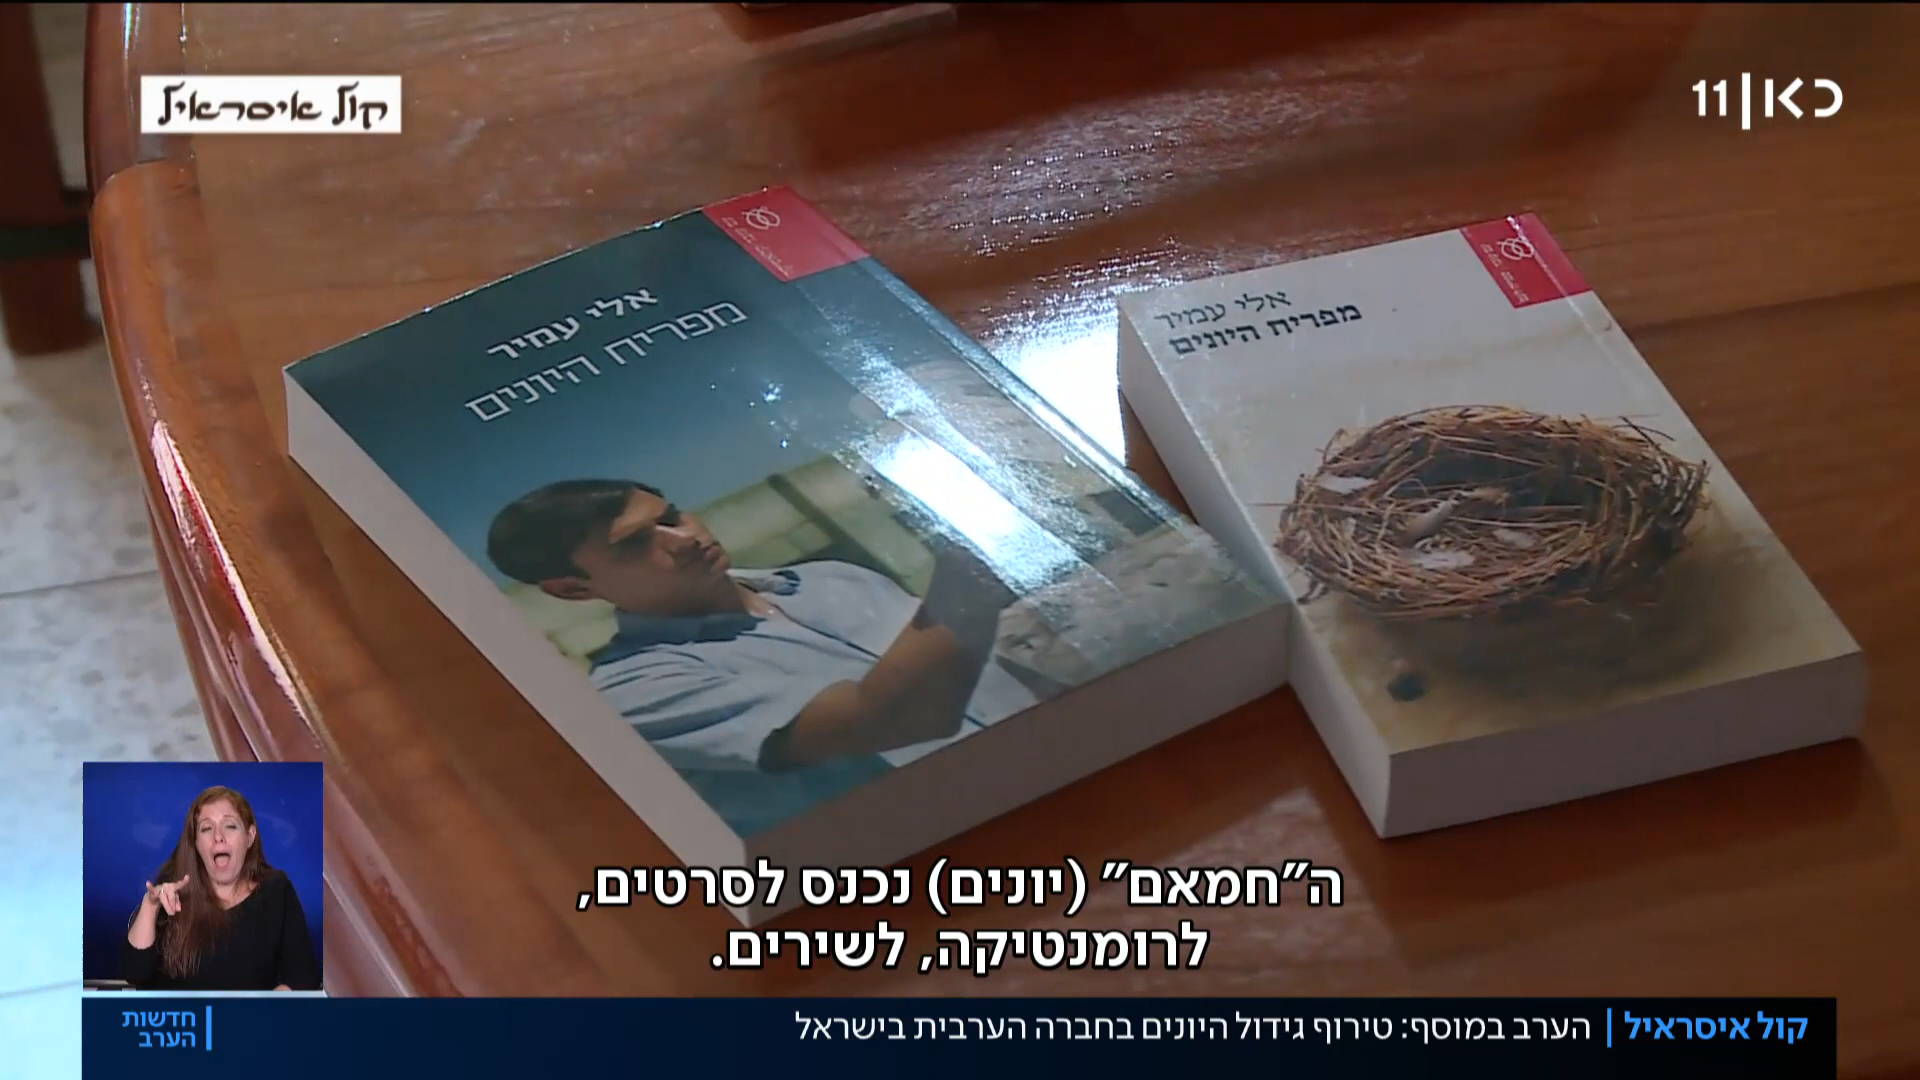 קול איסראיל
כאן 11
אלי עמיר
מפריח היונים
אלי עמיר
מפריח היונים
ה"חמאם" (יונים) נכנס לסרטים,
לרומנטיקה, לשירים.
קול איסראיל | הערב במוסף: טירוף גידול היונים בחברה הערבית בישראל
חדשות
הערב